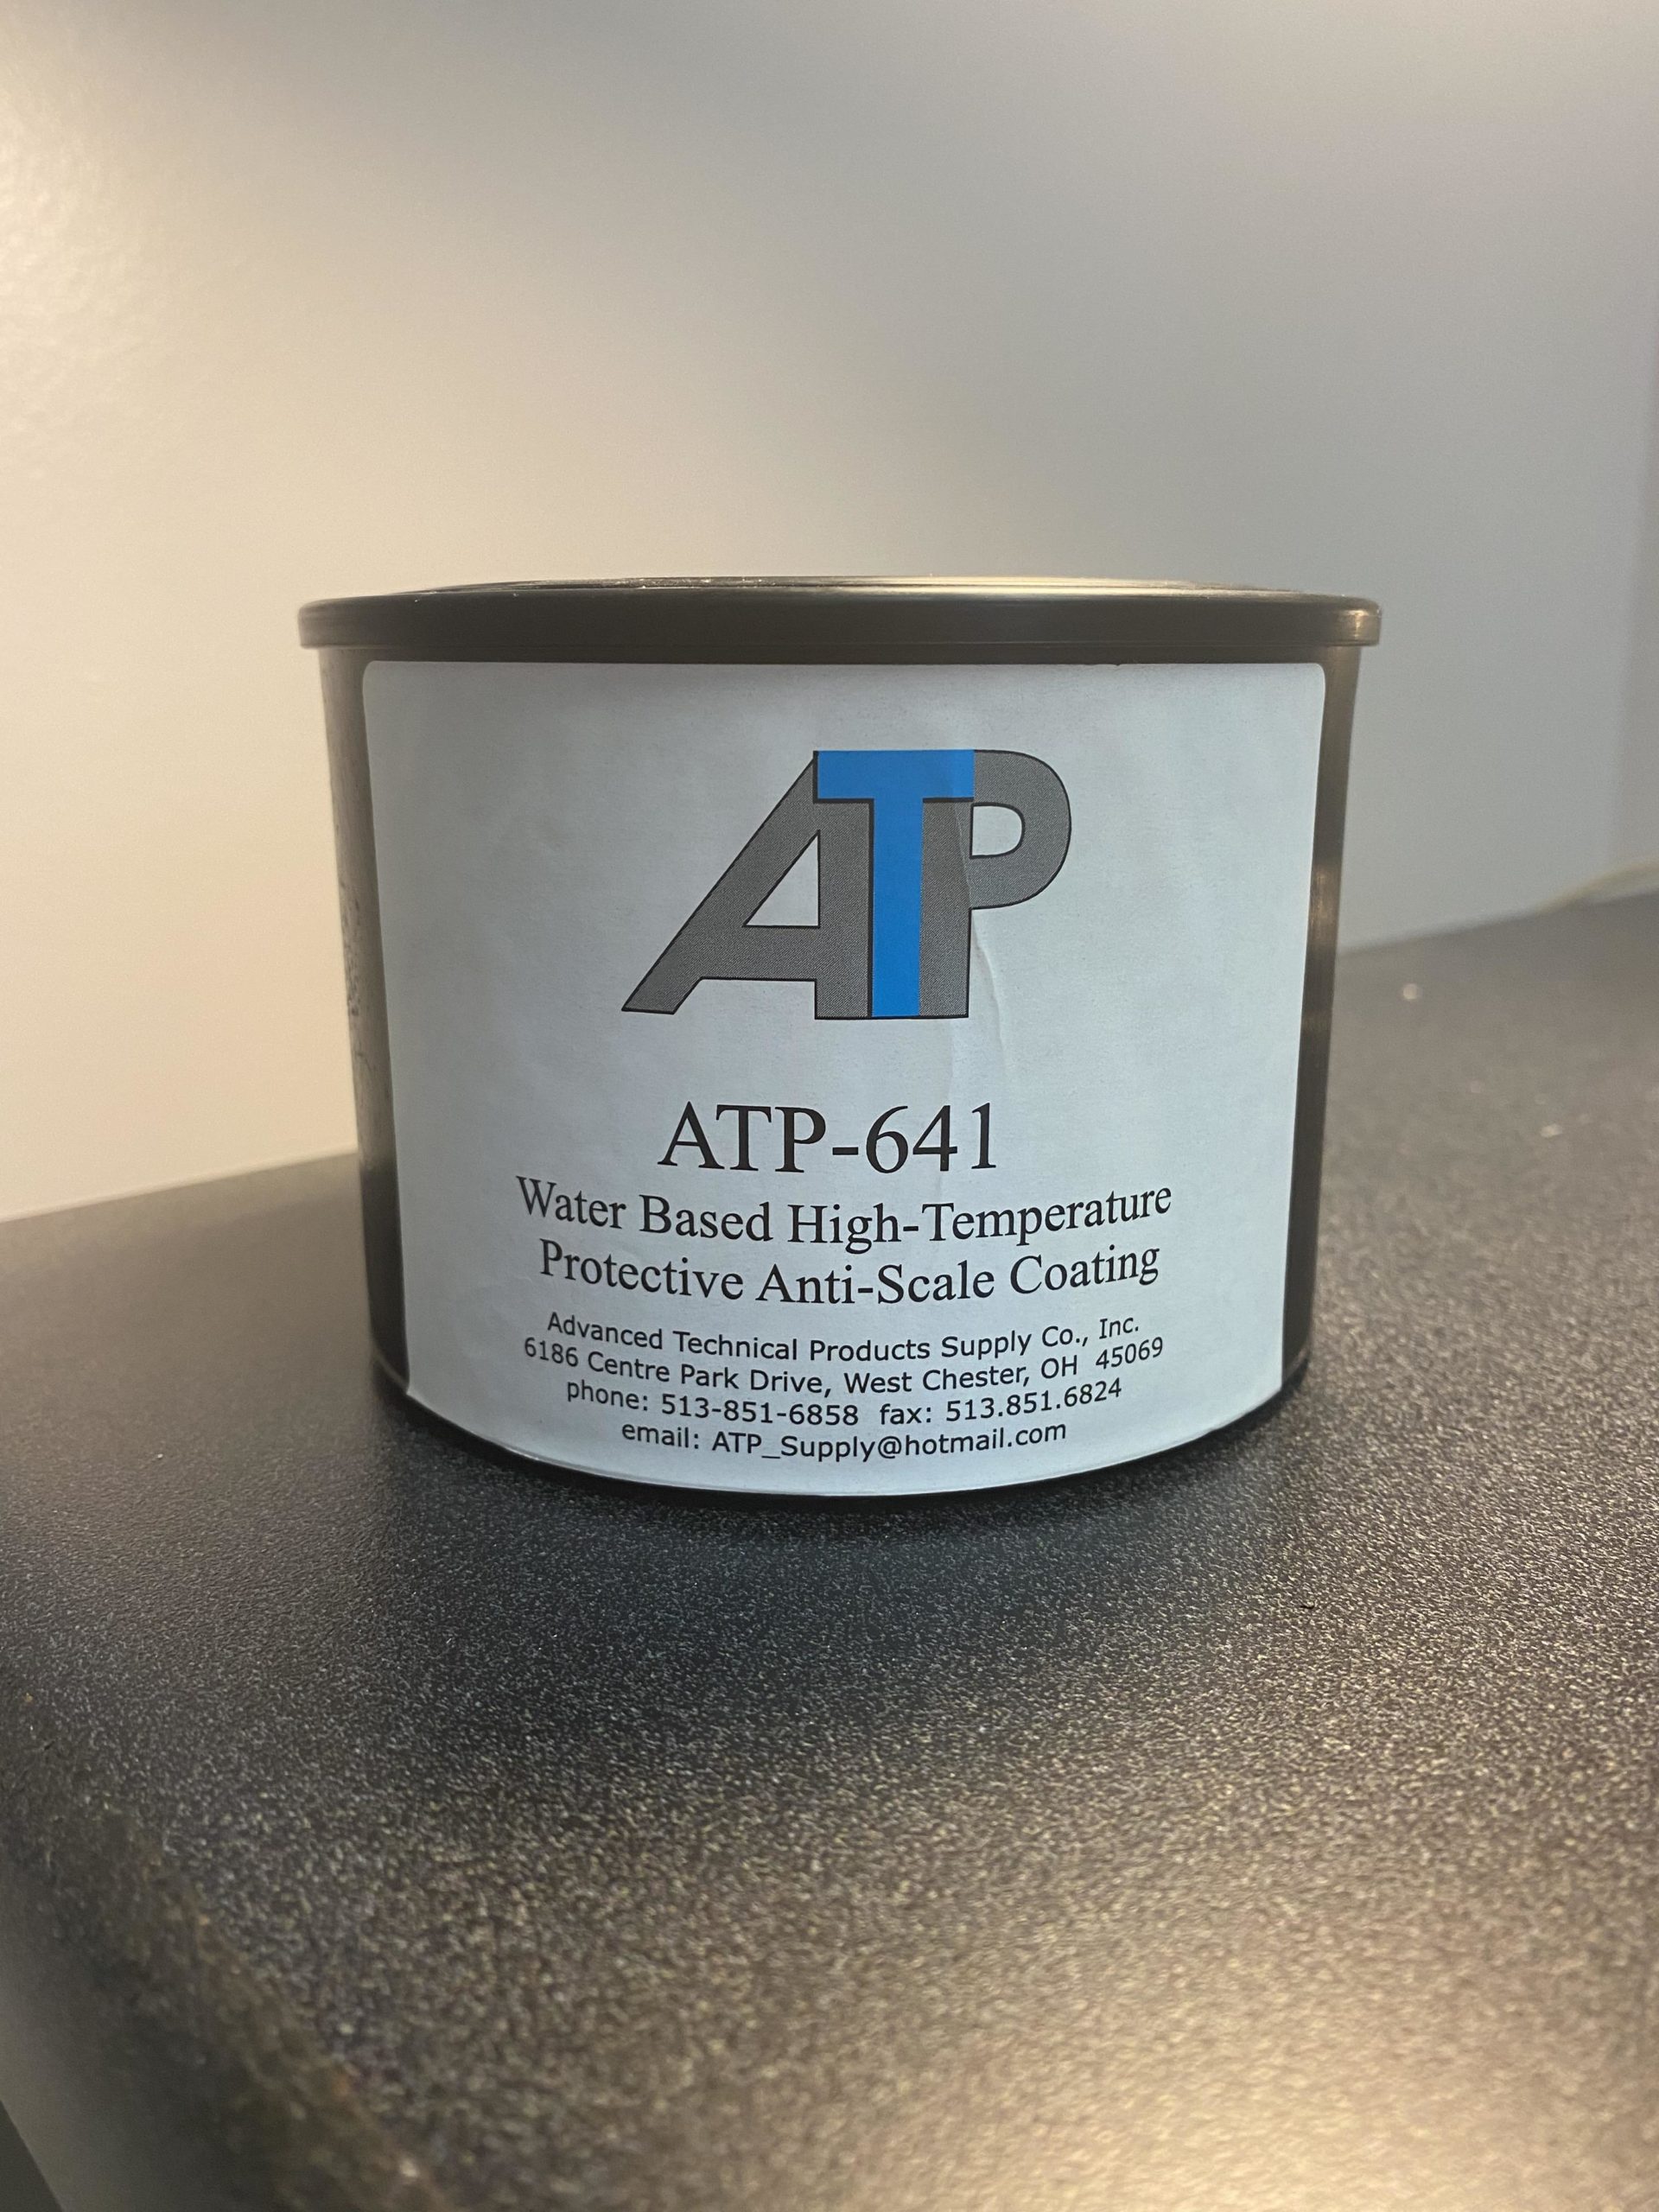 ATP
ATP-641
Water Based High-Temperature
Protective Anti-Scale Coating
Advanced Technical Products Supply Co., Inc.
6186 Centre Park Drive, West Chester, OH 45069
phone: 513-851-6858 fax: 513.851.6824
email: ATP_Supply@hotmail.com